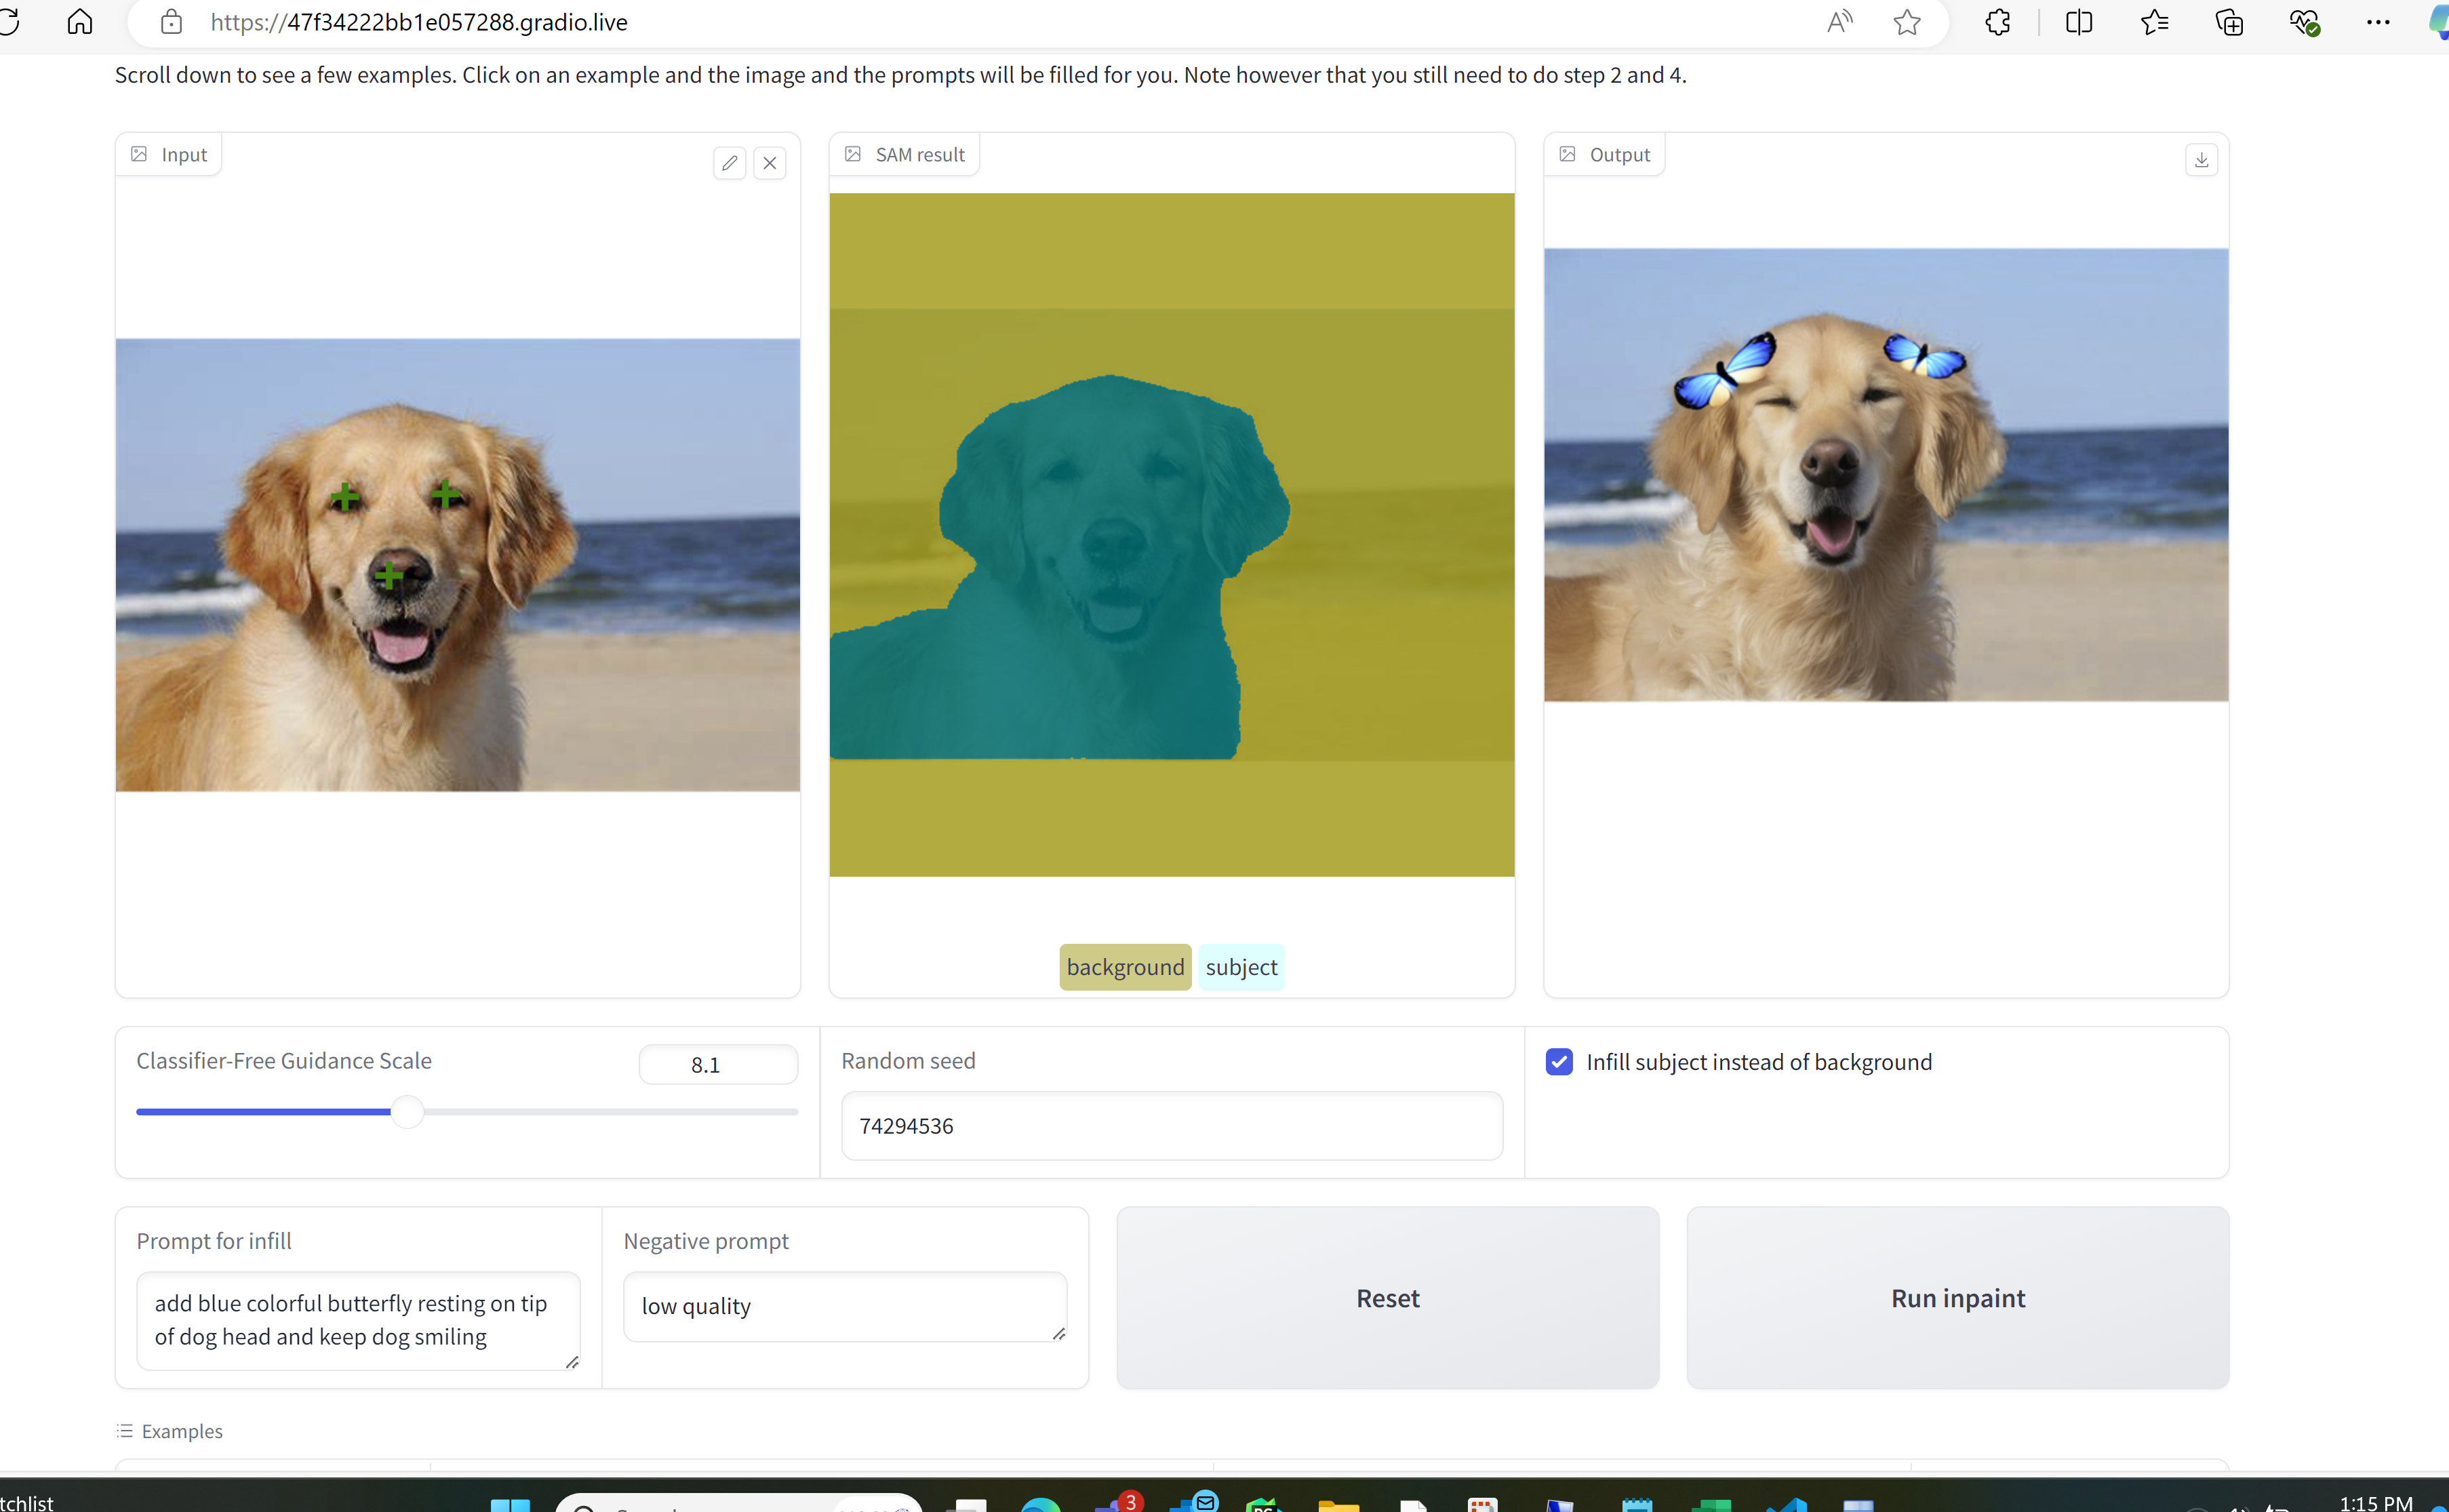 https://47f34222bb1e057288.gradio.live
Scroll down to see a few examples. Click on an example and the image and the prompts will be filled for you. Note however that you still need to do step 2 and 4.
Input
SAM result
Output
background subject
Classifier-Free Guidance Scale
8.1
Random seed
74294536
Infill subject instead of background
Prompt for infill
add blue colorful butterfly resting on tip
of dog head and keep dog smiling
Negative prompt
low quality
Reset
Run inpaint
Examples
tchlist
3
1:15 PM